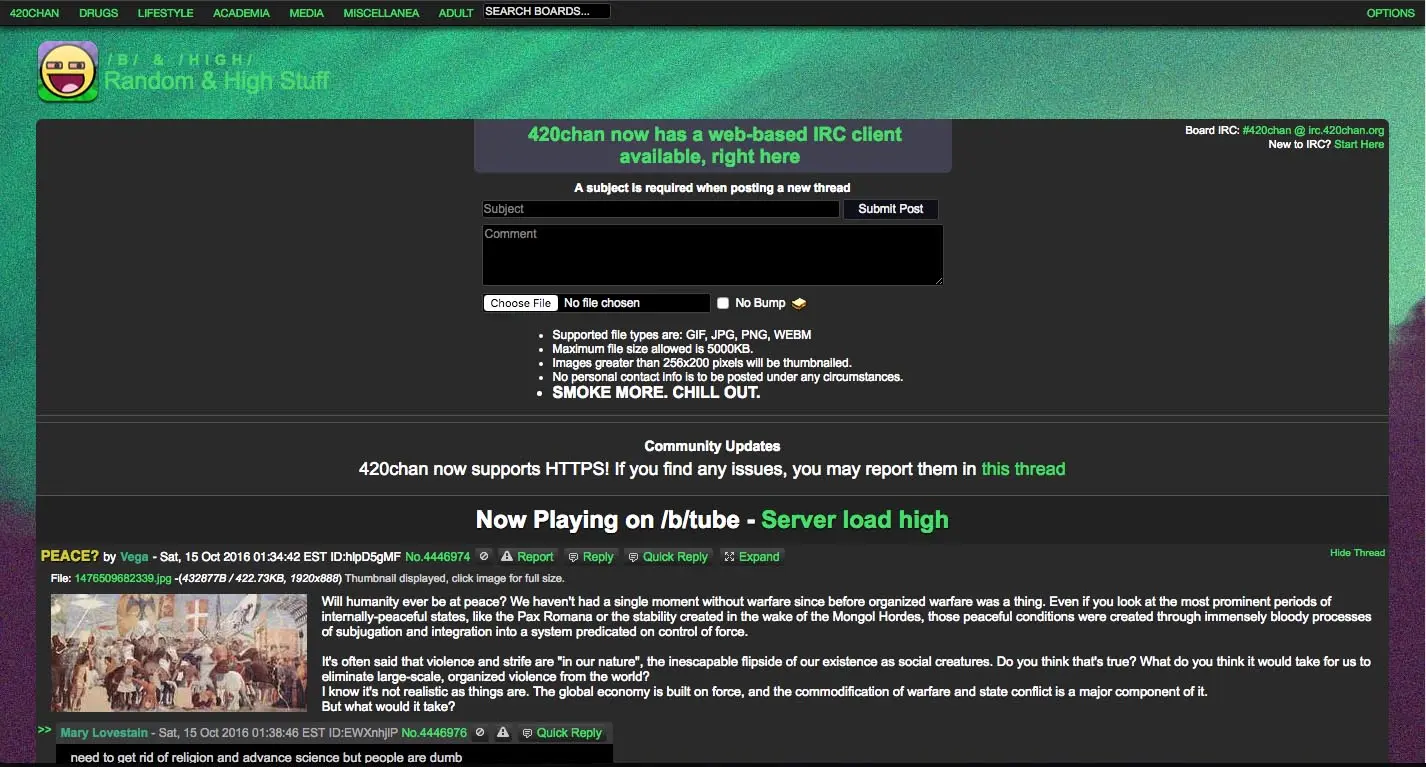 420CHAN DRUGS LIFESTYLE ACADEMIA MEDIA MISCELLANEA ADULT SEARCH BOARDS... OPTIONS
/B/ & /HIGH/
Random & High Stuff
420chan now has a web-based IRC client
available, right here
Board IRC: #420chan @ irc.420chan.org
New to IRC? Start Here
A subject is required when posting a new thread
Subject Submit Post
Comment
Choose File No file chosen No Bump
• Supported file types are: GIF, JPG, PNG, WEBM
• Maximum file size allowed is 5000KB.
• Images greater than 256x200 pixels will be thumbnailed.
• No personal contact info is to be posted under any circumstances.
• SMOKE MORE. CHILL OUT.
Community Updates
420chan now supports HTTPS! If you find any issues, you may report them in this thread
Now Playing on /b/tube - Server load high
PEACE? by Vega - Sat, 15 Oct 2016 01:34:42 EST ID:hlpD5gMF No.4446974 Report Reply Quick Reply Expand Hide Thread
File: 1476509682339.jpg -(432877B / 422.73KB, 1920x888) Thumbnail displayed, click image for full size.
Will humanity ever be at peace? We haven't had a single moment without warfare since before organized warfare was a thing. Even if you look at the most prominent periods of
internally-peaceful states, like the Pax Romana or the stability created in the wake of the Mongol Hordes, those peaceful conditions were created through immensely bloody processes
of subjugation and integration into a system predicated on control of force.
It's often said that violence and strife are "in our nature", the inescapable flipside of our existence as social creatures. Do you think that's true? What do you think it would take for us to
eliminate large-scale, organized violence from the world?
I know it's not realistic as things are. The global economy is built on force, and the commodification of warfare and state conflict is a major component of it.
But what would it take?
>> Mary Lovestain - Sat, 15 Oct 2016 01:38:46 EST ID:EWXnhjlP No.4446976 Quick Reply
need to get rid of religion and advance science but people are dumb